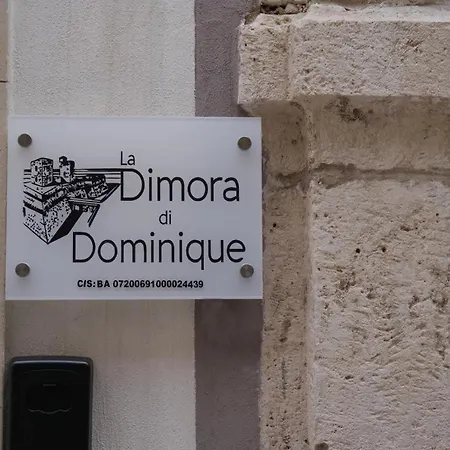 La
Dimora
di
Dominique
CIS: BA 07200691000024439